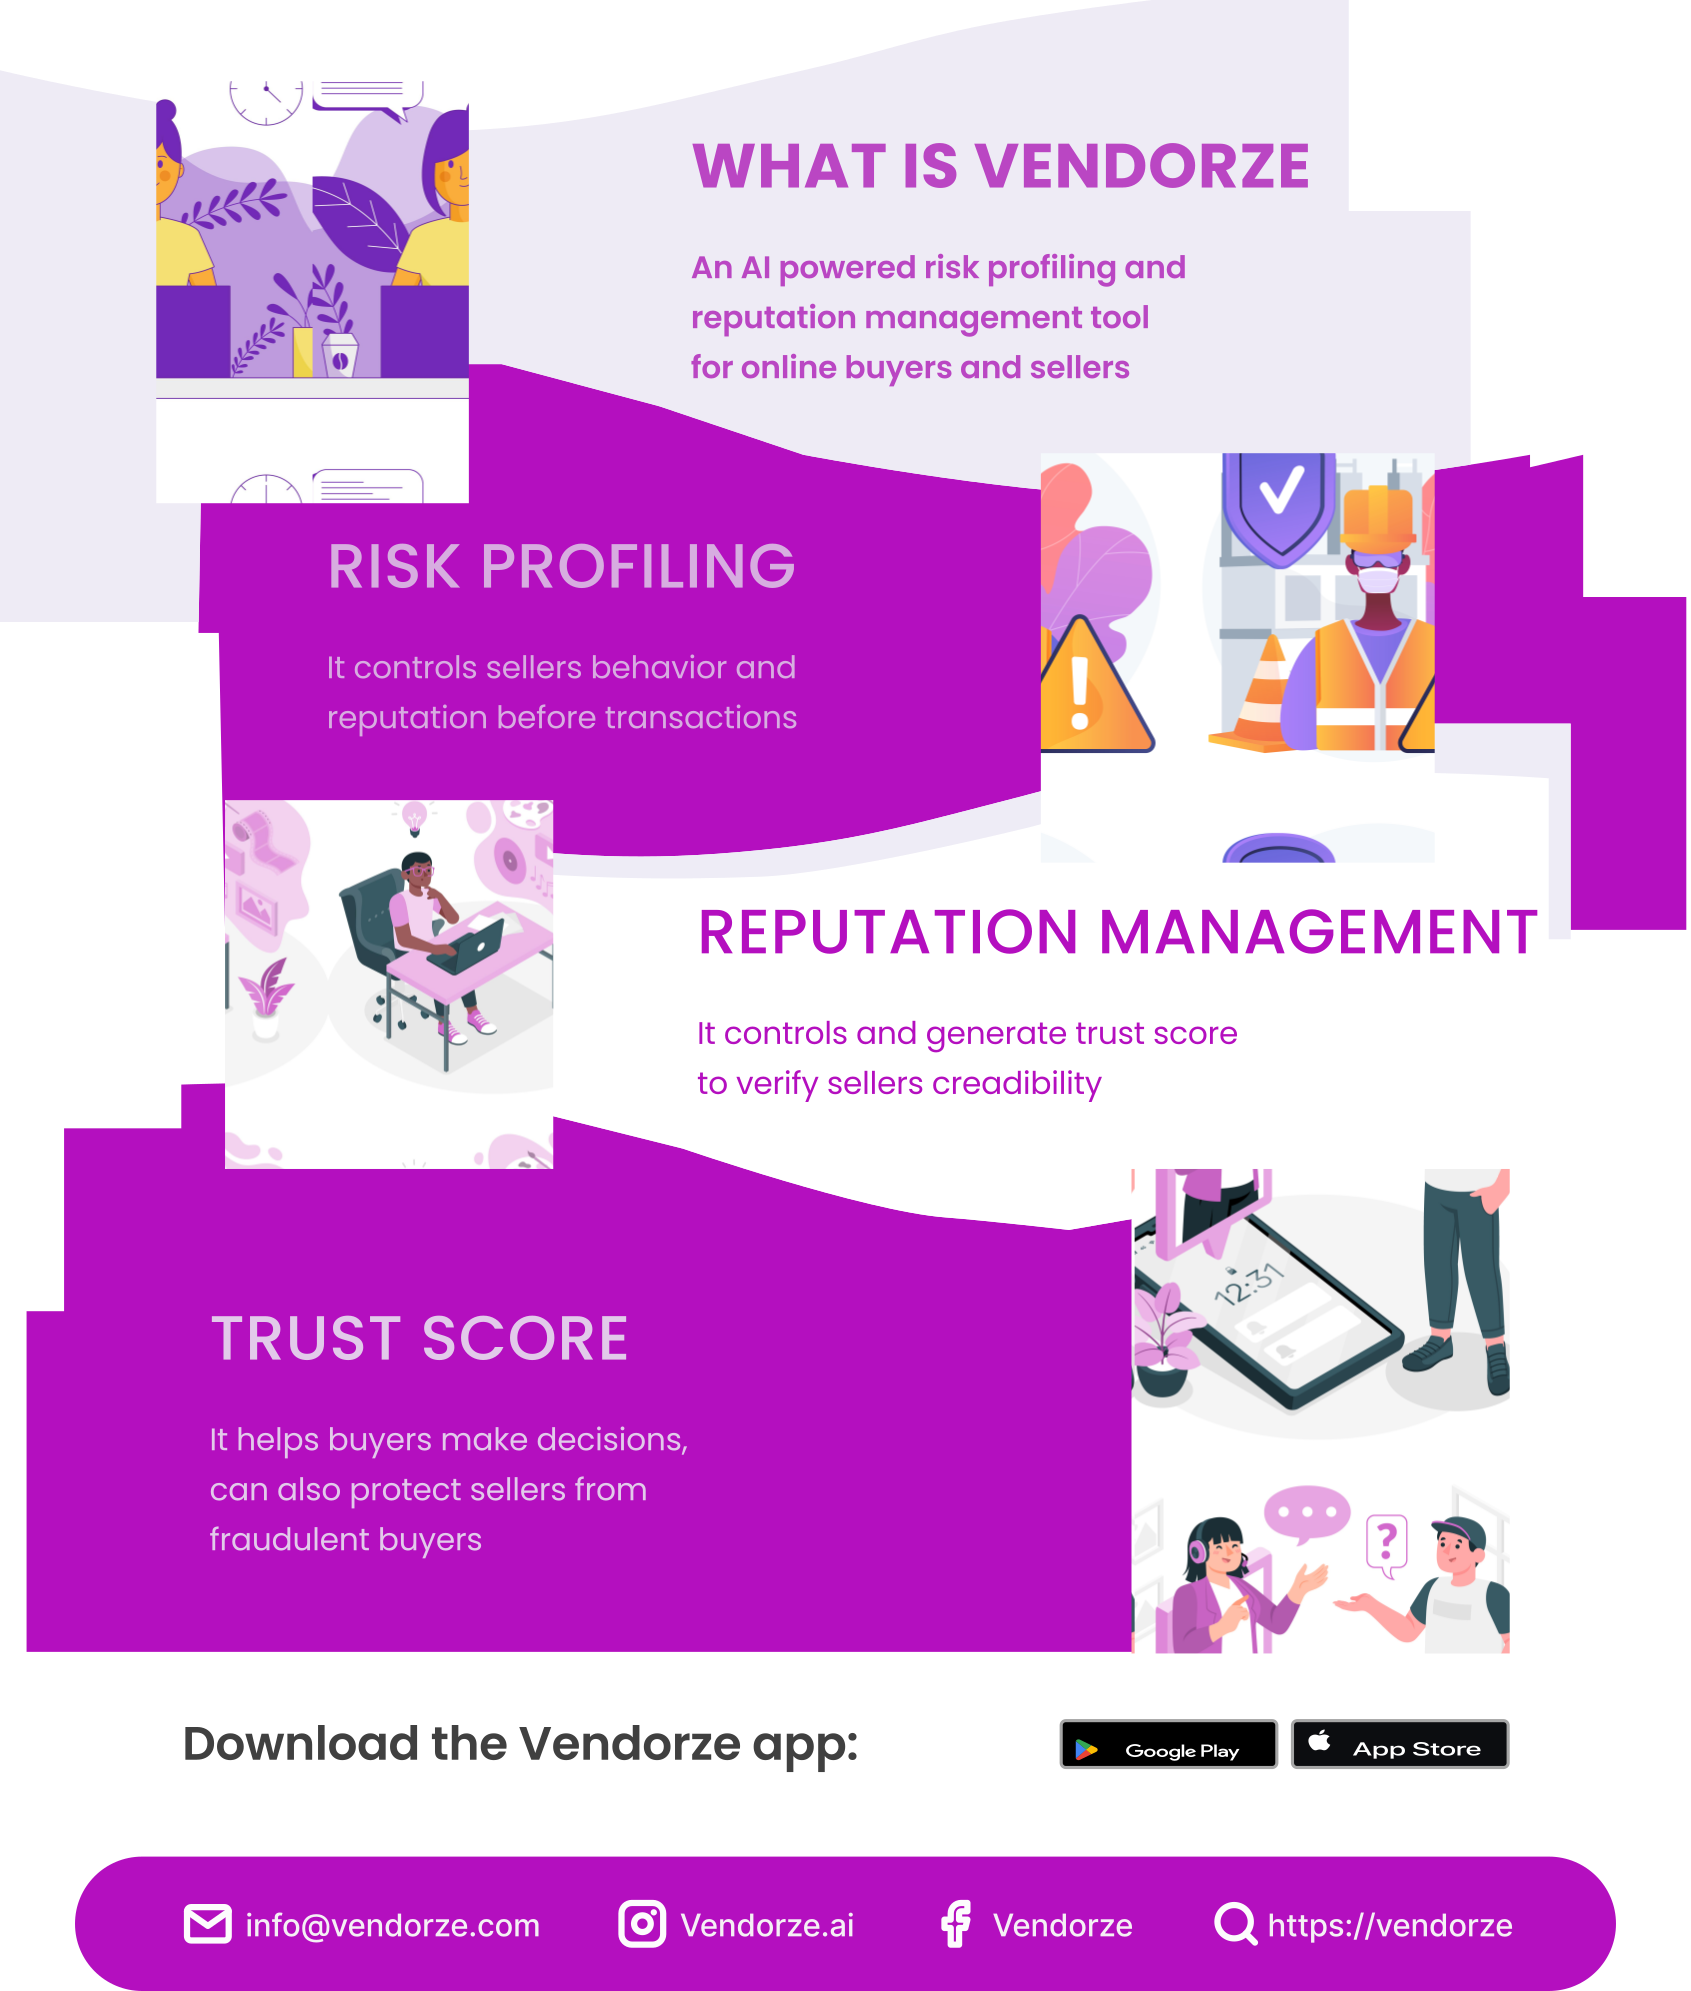 WHAT IS VENDORZE
An AI powered risk profiling and
reputation management tool
for online buyers and sellers
RISK PROFILING
It controls sellers behavior and
reputation before transactions
REPUTATION MANAGEMENT
It controls and generate trust score
to verify sellers creadibility
12:31
TRUST SCORE
It helps buyers make decisions,
can also protect sellers from
fraudulent buyers
?
Download the Vendorze app:
Google Play
App Store
info@vendorze.com
Vendorze.ai
Vendorze
https://vendorze